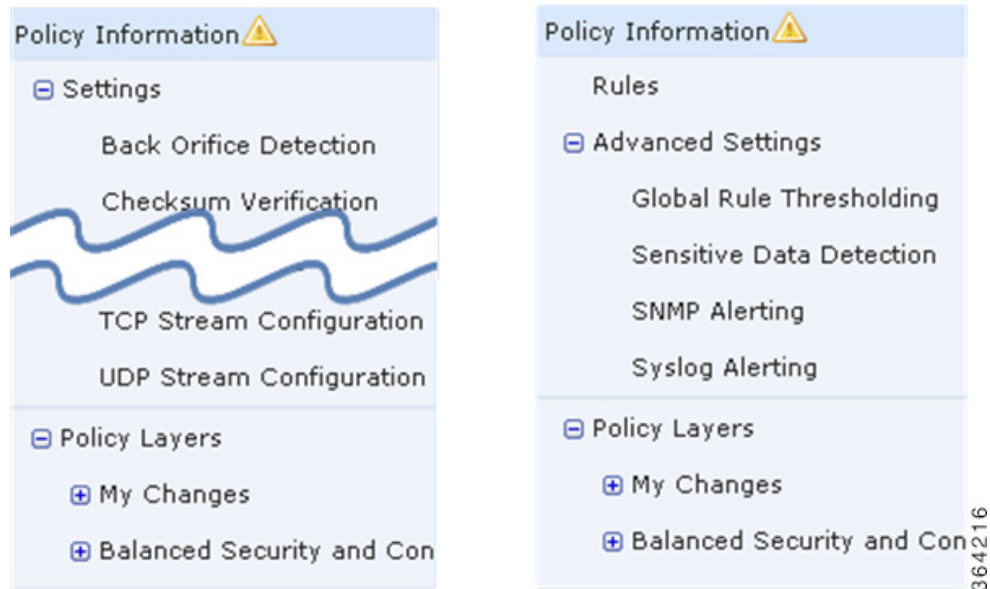 Policy Information
Settings
Back Orifice Detection
Checksum Verification
TCP Stream Configuration
UDP Stream Configuration
Policy Layers
My Changes
Balanced Security and Con
Policy Information
Rules
Advanced Settings
Global Rule Thresholding
Sensitive Data Detection
SNMP Alerting
Syslog Alerting
Policy Layers
My Changes
Balanced Security and Con
364216